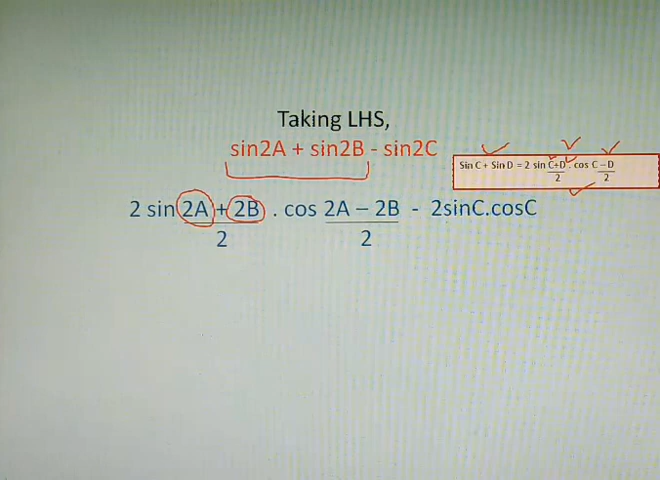 Taking LHS,
sin2A + sin2B - sin2C
Sin C + Sin D = 2 sin C+D . cos C – D
2 2
2 sin 2A + 2B . cos 2A – 2B - 2sinC.cosC
2 2